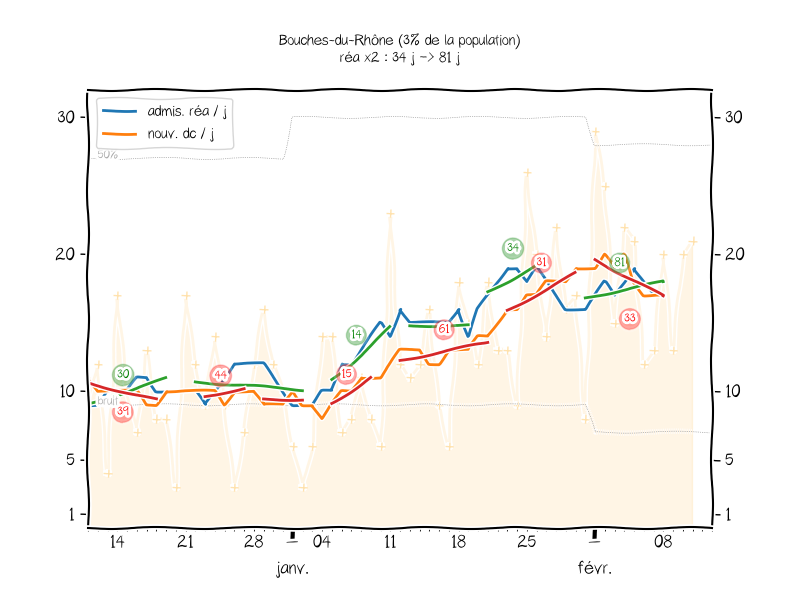 Bouches-du-Rhône (3% de la population)
réa x2 : 34 j -> 81 j
admis. réa / j
nouv. dc / j
50%
bruit
30 30
20 20
10 10
5 5
1 1
34 31 81
14 61 33
30 44 15
39
14 21 28 04 11 18 25 08
janv. févr.